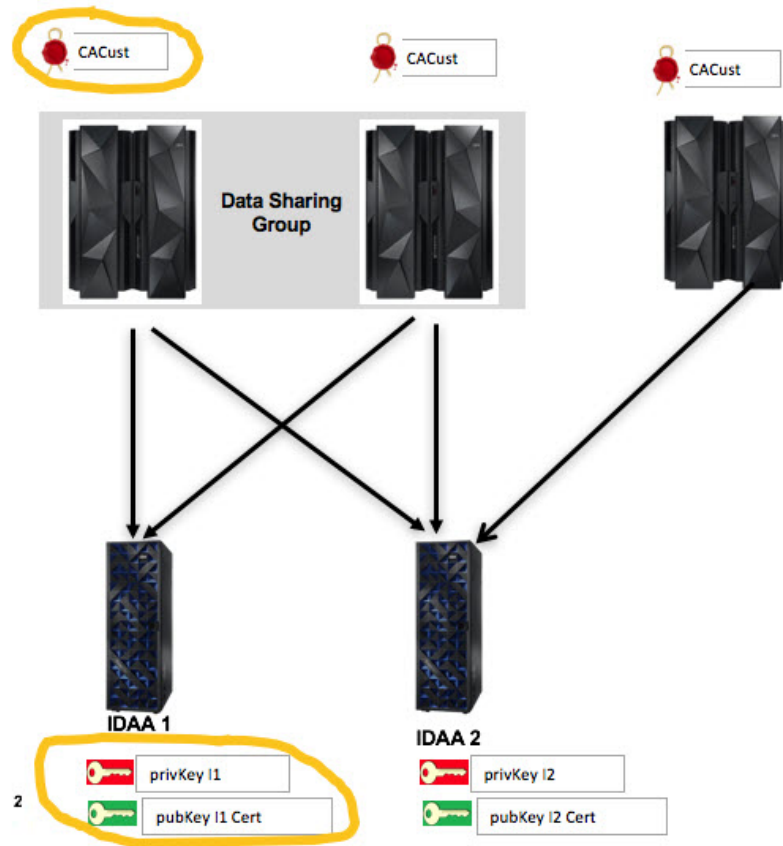 CACust
CACust
CACust
Data Sharing
Group
IDAA 1
IDAA 2
privKey I1
privKey I2
2
pubKey I1 Cert
pubKey I2 Cert